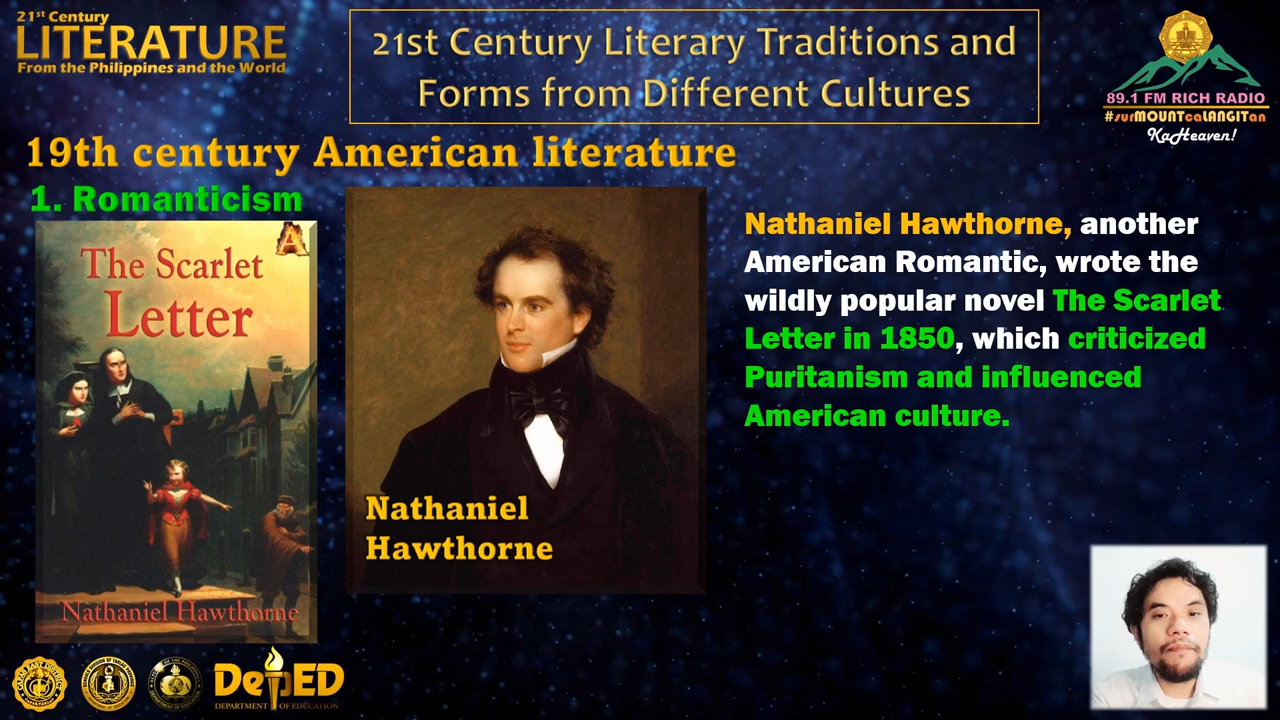 21st Century
LITERATURE
From the Philippines and the World
21st Century Literary Traditions and
Forms from Different Cultures
89.1 FM RICH RADIO
#surMOUNTcaLANGITan
KaHeaven!
19th century American literature
1. Romanticism
A
The Scarlet
Letter
Nathaniel Hawthorne
Nathaniel
Hawthorne
Nathaniel Hawthorne, another
American Romantic, wrote the
wildly popular novel The Scarlet
Letter in 1850, which criticized
Puritanism and influenced
American culture.
DepED
DEPARTMENT OF EDUCATION